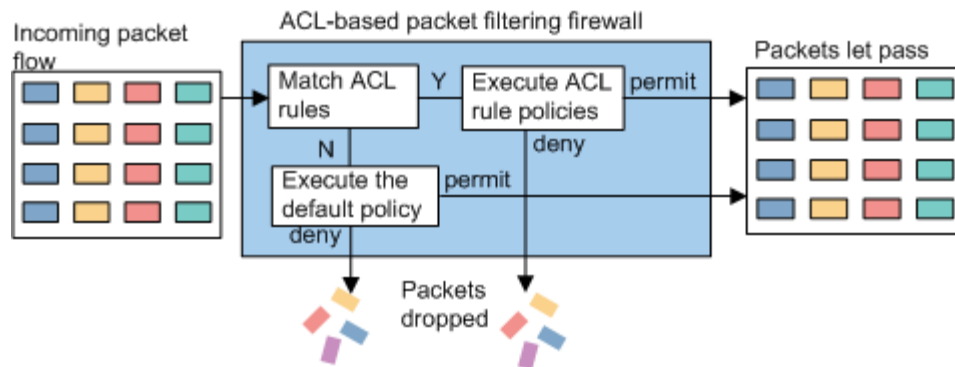 ACL-based packet filtering firewall
Incoming packet
flow
Packets let pass
Match ACL
rules
Y
Execute ACL
rule policies
permit
deny
N
Execute the
default policy
permit
deny
Packets
dropped